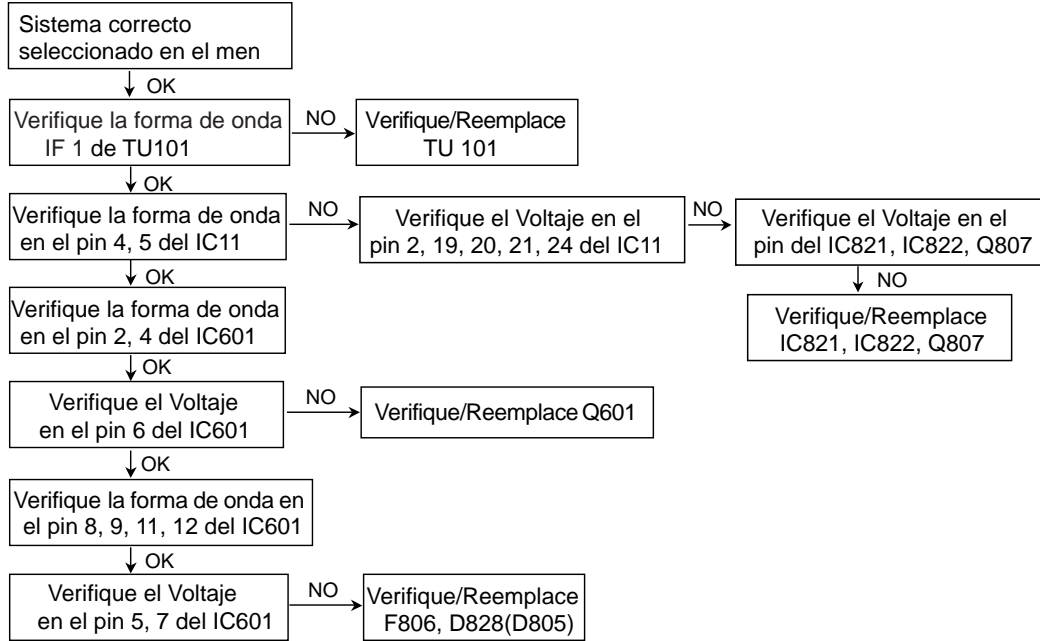 Sistema correcto
seleccionado en el men
OK
Verifique la forma de onda
IF 1 de TU101
NO
Verifique/Reemplace
TU 101
OK
Verifique la forma de onda
en el pin 4, 5 del IC11
NO
Verifique el Voltaje en el
pin 2, 19, 20, 21, 24 del IC11
NO
Verifique el Voltaje en el
pin del IC821, IC822, Q807
NO
Verifique/Reemplace
IC821, IC822, Q807
OK
Verifique la forma de onda
en el pin 2, 4 del IC601
OK
Verifique el Voltaje
en el pin 6 del IC601
NO
Verifique/Reemplace Q601
OK
Verifique la forma de onda en
el pin 8, 9, 11, 12 del IC601
OK
Verifique el Voltaje
en el pin 5, 7 del IC601
NO
Verifique/Reemplace
F806, D828(D805)